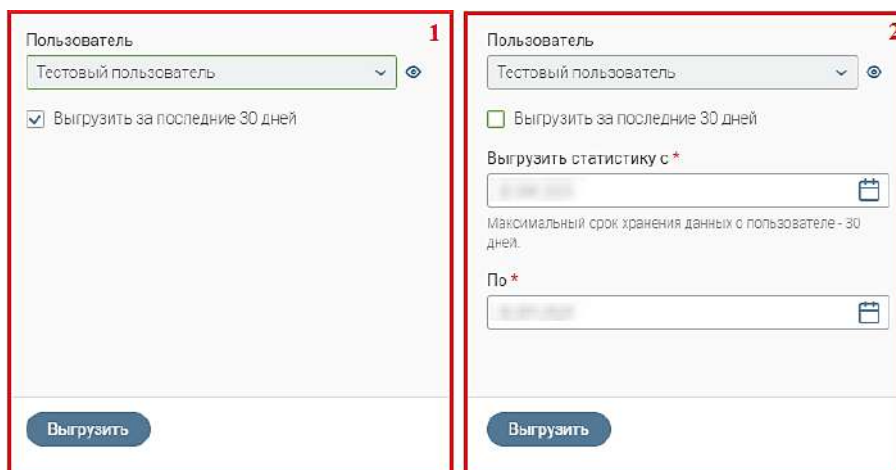 1
Пользователь
Тестовый пользователь
Выгрузить за последние 30 дней
Выгрузить
2
Пользователь
Тестовый пользователь
Выгрузить за последние 30 дней
Выгрузить статистику с *
Максимальный срок хранения данных о пользователе - 30
дней.
По *
Выгрузить